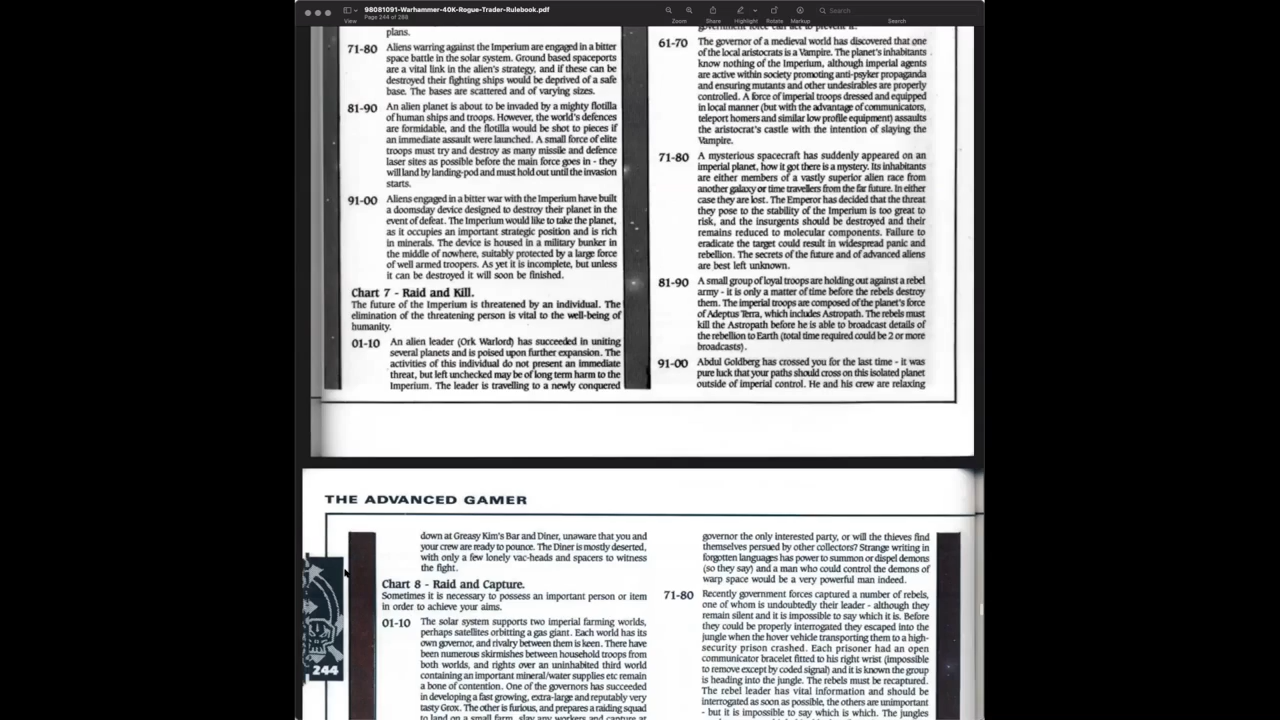 98081091-Warhammer-40K-Rogue-Trader-Rulebook.pdf
Page 244 of 288
View
Zoom
Share
Highlight
Rotate
Markup
Search
Search
plans.
71-80 Aliens warring against the Imperium are engaged in a bitter
space battle in the solar system. Ground based spaceports
are a vital link in the alien's strategy, and if these can be
destroyed their fighting ships would be deprived of a safe
base. The bases are scattered and of varying sizes.
81-90 An alien planet is about to be invaded by a mighty flotilla
of human ships and troops. However, the world's defences
are formidable, and the flotilla would be shot to pieces if
an immediate assault were launched. A small force of elite
troops must try and destroy as many missile and defence
laser sites as possible before the main force goes in - they
will land by landing-pod and must hold out until the invasion
starts.
91-00 Aliens engaged in a bitter war with the Imperium have built
a doomsday device designed to destroy their planet in the
event of defeat. The Imperium would like to take the planet,
as it occupies an important strategic position and is rich
in minerals. The device is housed in a military bunker in
the middle of nowhere, suitably protected by a large force
of well armed troopers. As yet it is incomplete, but unless
it can be destroyed it will soon be finished.
Chart 7 - Raid and Kill.
The future of the Imperium is threatened by an individual. The
elimination of the threatening person is vital to the well-being of
humanity.
01-10 An alien leader (Ork Warlord) has succeeded in uniting
several planets and is poised upon further expansion. The
activities of this individual do not present an immediate
threat, but left unchecked may be of long term harm to the
Imperium. The leader is travelling to a newly conquered
61-70 The governor of a medieval world has discovered that one
of the local aristocrats is a Vampire. The planet's inhabitants
know nothing of the Imperium, although imperial agents
are active within society promoting anti-psyker propaganda
and ensuring mutants and other undesirables are properly
controlled. A force of imperial troops dressed and equipped
in local manner (but with the advantage of communicators,
teleport homers and similar low profile equipment) assaults
the aristocrat's castle with the intention of slaying the
Vampire.
71-80 A mysterious spacecraft has suddenly appeared on an
imperial planet, how it got there is a mystery. Its inhabitants
are either members of a vastly superior alien race from
another galaxy or time travellers from the far future. In either
case they are lost. The Emperor has decided that the threat
they pose to the stability of the Imperium is too great to
risk, and the insurgents should be destroyed and their
remains reduced to molecular components. Failure to
eradicate the target could result in widespread panic and
rebellion. The secrets of the future and of advanced aliens
are best left unknown.
81-90 A small group of loyal troops are holding out against a rebel
army - it is only a matter of time before the rebels destroy
them. The imperial troops are composed of the planet's force
of Adeptus Terra, which includes Astropath. The rebels must
kill the Astropath before he is able to broadcast details of
the rebellion to Earth (total time required could be 2 or more
broadcasts).
91-00 Abdul Goldberg has crossed you for the last time - it was
pure luck that your paths should cross on this isolated planet
outside of imperial control. He and his crew are relaxing
THE ADVANCED GAMER
down at Greasy Kim's Bar and Diner, unaware that you and
your crew are ready to pounce. The Diner is mostly deserted,
with only a few lonely vac-heads and spacers to witness
the fight.
Chart 8 - Raid and Capture.
Sometimes it is necessary to possess an important person or item
in order to achieve your aims.
01-10 The solar system supports two imperial farming worlds,
perhaps satellites orbiting a gas giant. Each world has its
own governor, and rivalry between them is keen. There have
been numerous skirmishes between household troops from
both worlds, and rights over an uninhabited third world
containing an important mineral/water supplies etc remain
a bone of contention. One of the governors has succeeded
in developing a fast growing, extra-large and reputably very
tasty Grox. The other is furious, and prepares a raiding squad
to land on a small farm, slay any workers and capture at
244
governor the only interested party, or will the thieves find
themselves persued by other collectors? Strange writing in
forgotten languages has power to summon or dispel demons
(so they say) and a man who could control the demons of
warp space would be a very powerful man indeed.
71-80 Recently government forces captured a number of rebels,
one of whom is undoubtedly their leader - although they
remain silent and it is impossible to say which it is. Before
they could be properly interrogated they escaped into the
jungle when the hover vehicle transporting them to a high-
security prison crashed. Each prisoner had an open
communicator bracelet fitted to his right wrist (impossible
to remove except by coded signal) and it is known the group
is heading into the jungle. The rebels must be recaptured.
The rebel leader has vital information and should be
interrogated as soon as possible, the others are unimportant
- but it is impossible to say which is which. The jungles